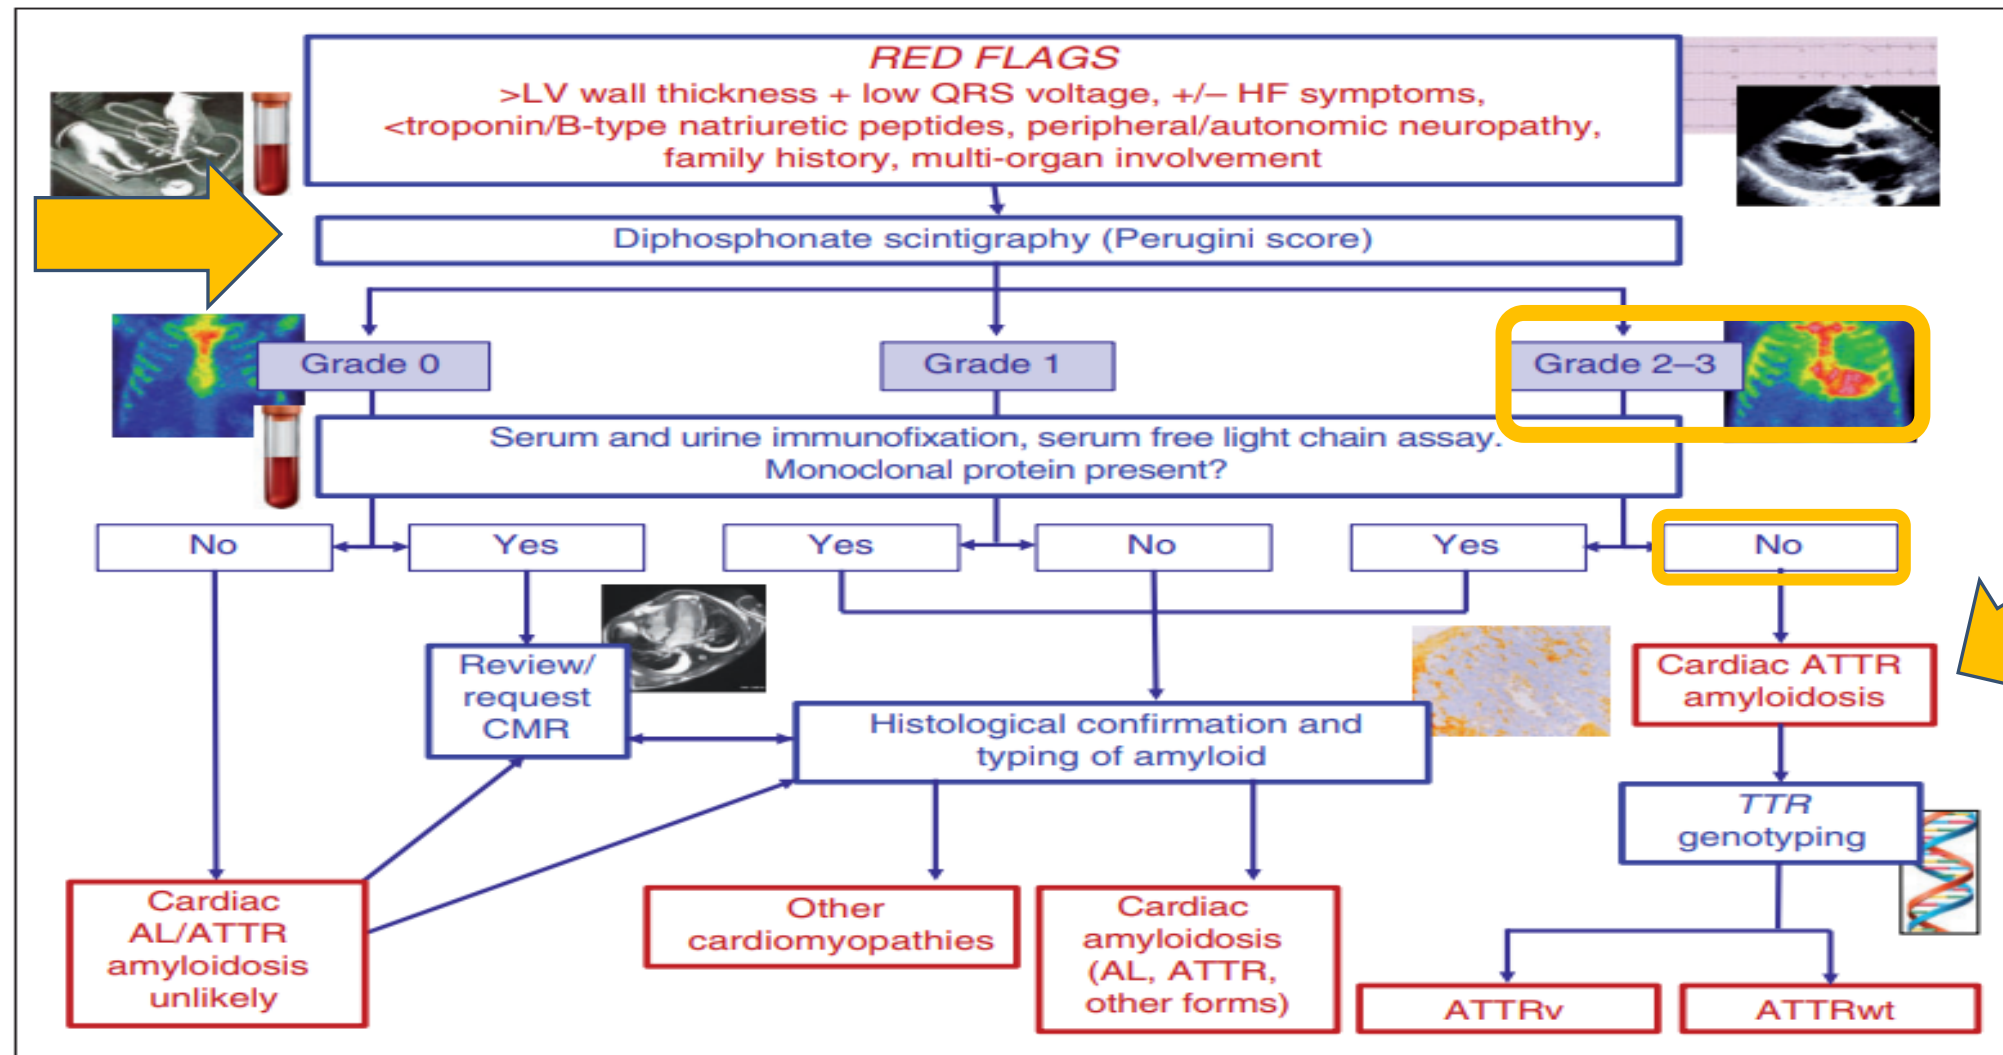 RED FLAGS
>LV wall thickness + low QRS voltage, +/– HF symptoms,
<troponin/B-type natriuretic peptides, peripheral/autonomic neuropathy,
family history, multi-organ involvement
Diphosphonate scintigraphy (Perugini score)
Grade 0
Grade 1
Grade 2–3
Serum and urine immunofixation, serum free light chain assay.
Monoclonal protein present?
No
Yes
Yes
No
Yes
No
Review/
request
CMR
Histological confirmation and
typing of amyloid
Cardiac ATTR
amyloidosis
TTR
genotyping
Cardiac
AL/ATTR
amyloidosis
unlikely
Other
cardiomyopathies
Cardiac
amyloidosis
(AL, ATTR,
other forms)
ATTRv
ATTRwt